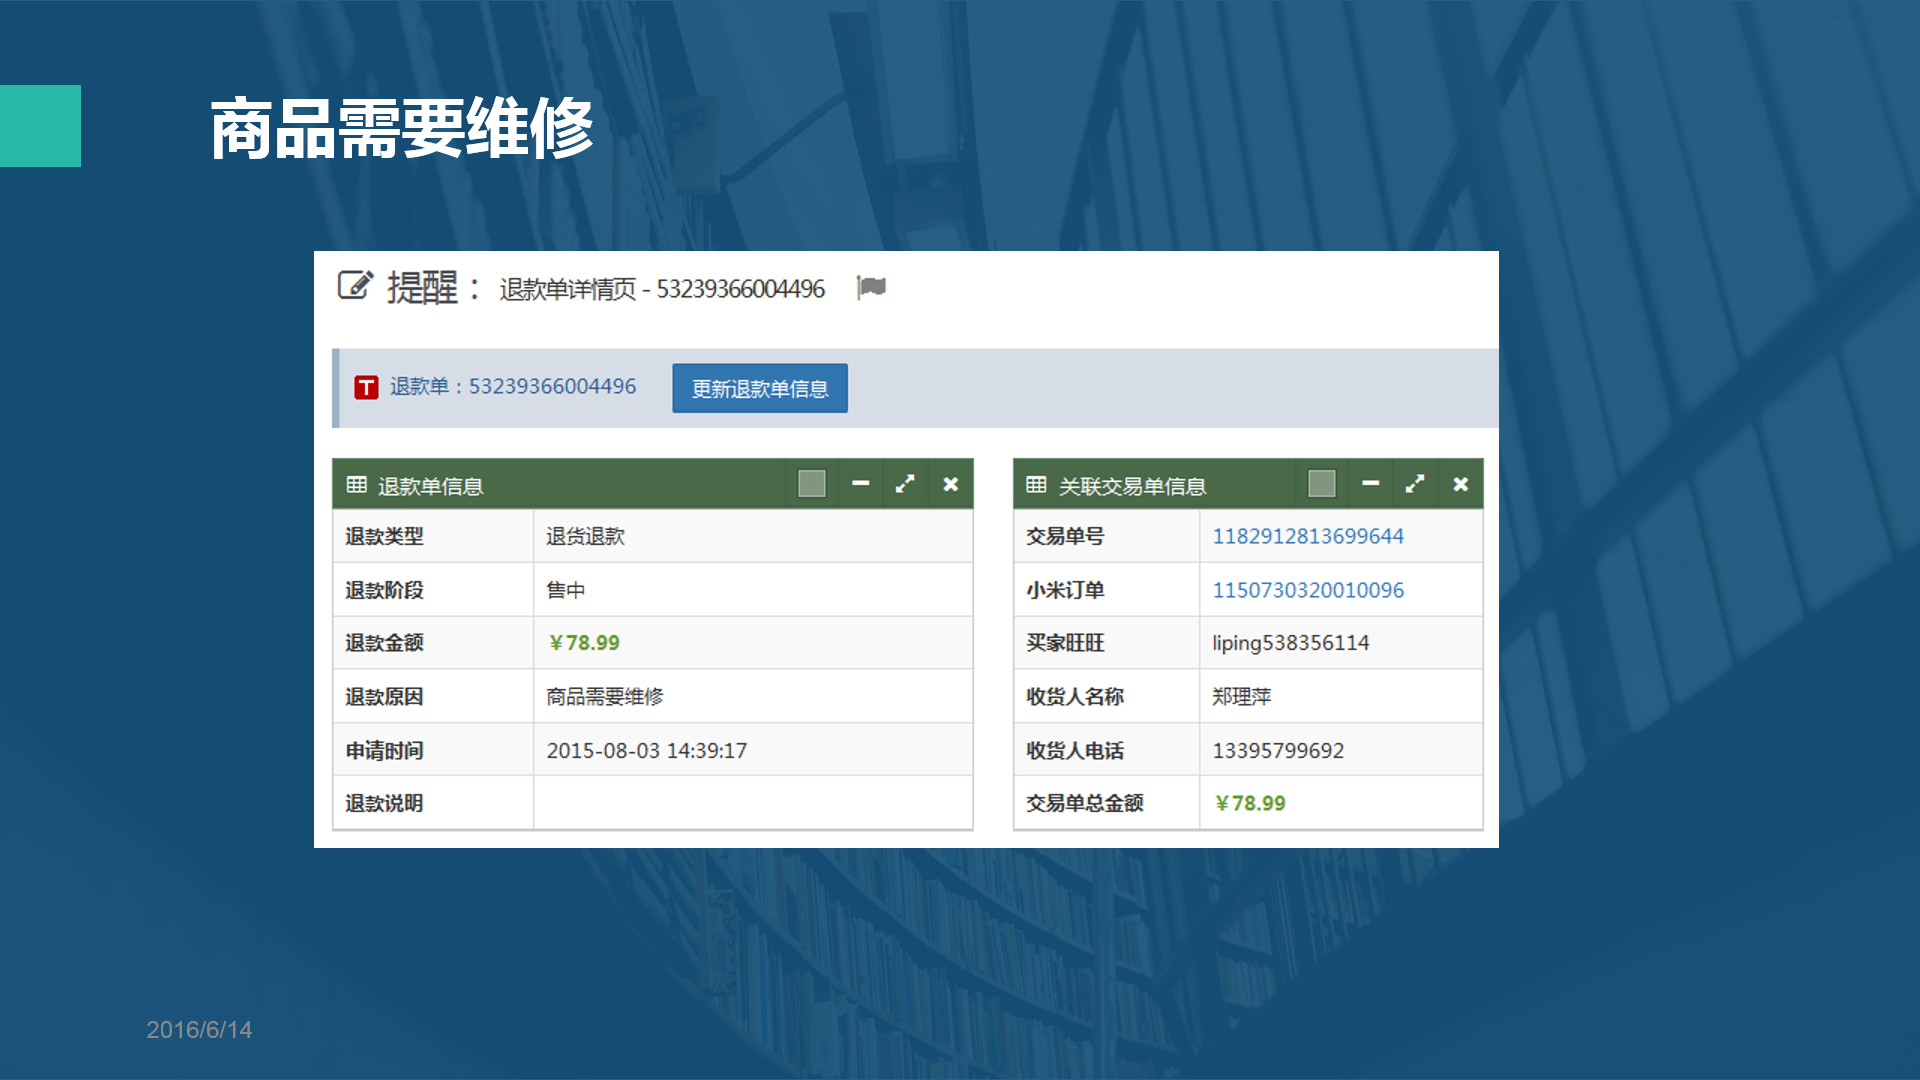 商品需要维修
提醒： 退款单详情页 - 53239366004496
T 退款单：53239366004496 更新退款单信息
退款单信息
退款类型 退货退款
退款阶段 售中
退款金额 ￥78.99
退款原因 商品需要维修
申请时间 2015-08-03 14:39:17
退款说明
关联交易单信息
交易单号 1182912813699644
小米订单 1150730320010096
买家旺旺 liping538356114
收货人名称 郑理萍
收货人电话 13395799692
交易单总金额 ￥78.99
2016/6/14